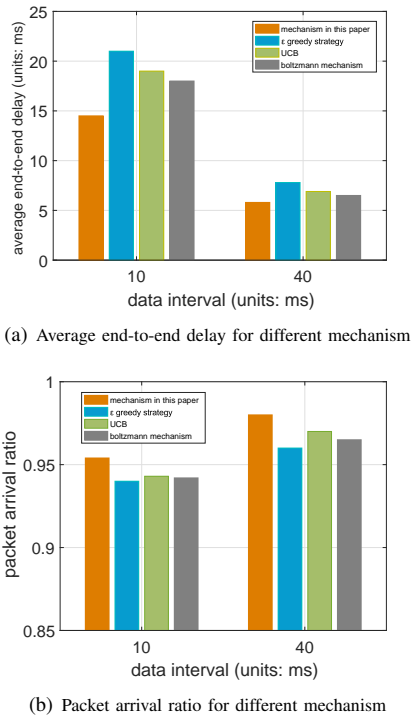 25
20
15
10
5
0
average end-to-end delay (units: ms)
mechanism in this paper
ε greedy strategy
UCB
boltzmann mechanism
10 40
data interval (units: ms)
(a) Average end-to-end delay for different mechanism
1
0.95
0.9
0.85
packet arrival ratio
mechanism in this paper
ε greedy strategy
UCB
boltzmann mechanism
10 40
data interval (units: ms)
(b) Packet arrival ratio for different mechanism